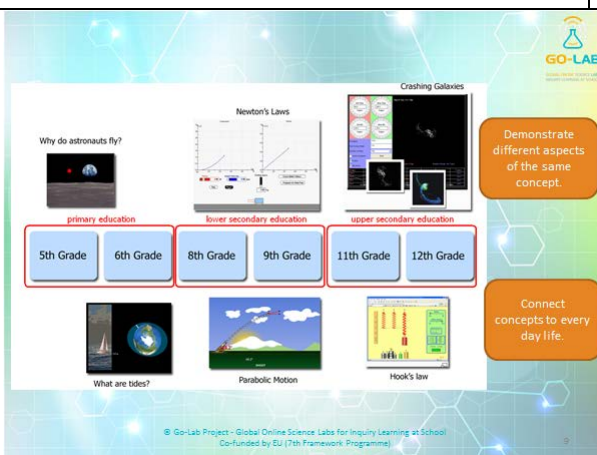 GO-LAB
Crashing Galaxies
Newton's Laws
Why do astronauts fly?
Demonstrate
different aspects
of the same
concept.
primary education
lower secondary education
upper secondary education
5th Grade
6th Grade
8th Grade
9th Grade
11th Grade
12th Grade
Connect
concepts to every
day life.
What are tides?
Parabolic Motion
Hook's law
© Go-Lab Project - Global Online Science Labs for Inquiry Learning at School
Co-funded by EU (7th Framework Programme)
9